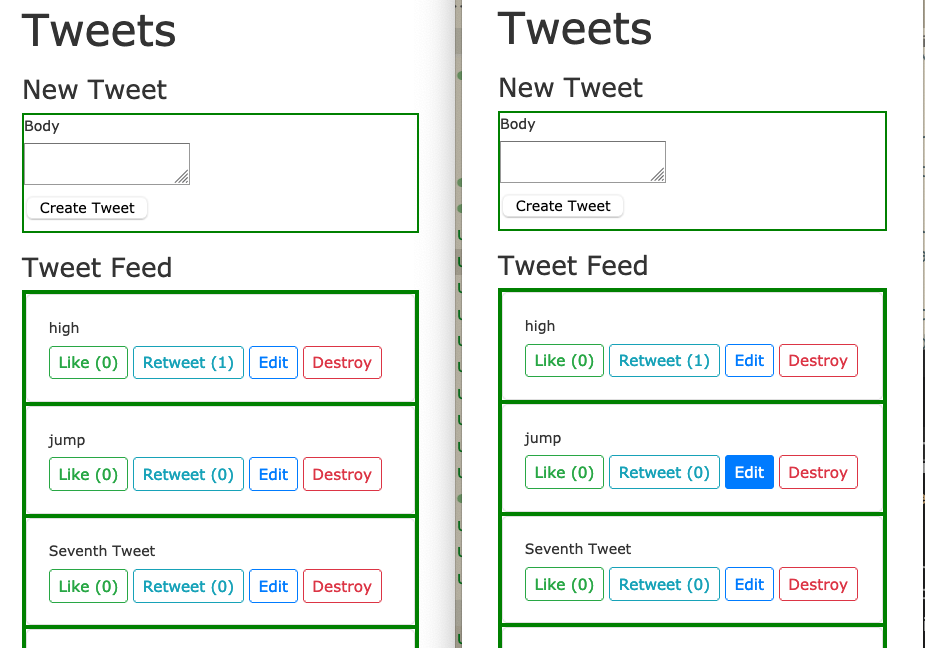 Tweets
New Tweet
Body
Create Tweet
Tweet Feed
high
Like (0) Retweet (1) Edit Destroy
jump
Like (0) Retweet (0) Edit Destroy
Seventh Tweet
Like (0) Retweet (0) Edit Destroy
Tweets
New Tweet
Body
Create Tweet
Tweet Feed
high
Like (0) Retweet (1) Edit Destroy
jump
Like (0) Retweet (0) Edit Destroy
Seventh Tweet
Like (0) Retweet (0) Edit Destroy